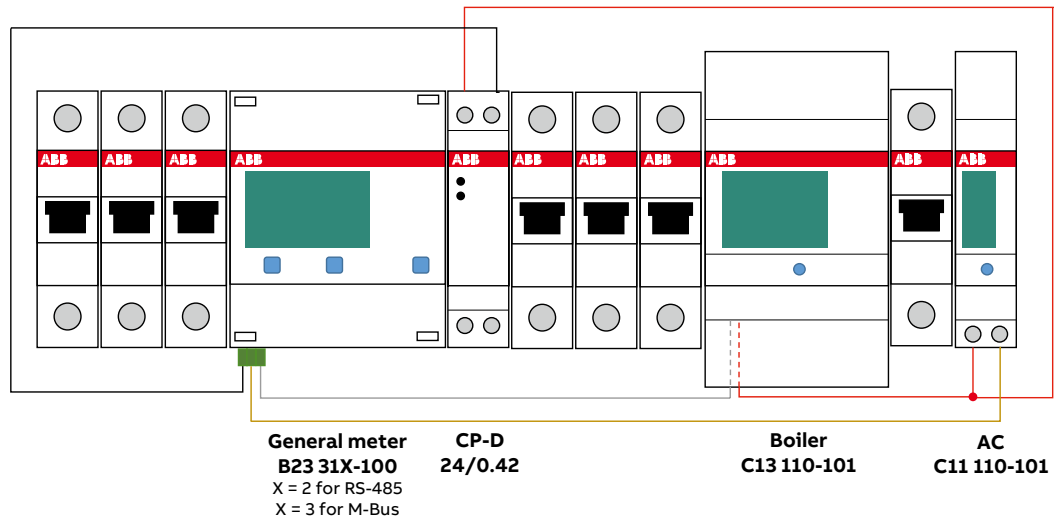 ABB ABB ABB ABB ABB ABB ABB ABB ABB ABB ABB
General meter
B23 31X-100
X = 2 for RS-485
X = 3 for M-Bus
CP-D
24/0.42
Boiler
C13 110-101
AC
C11 110-101